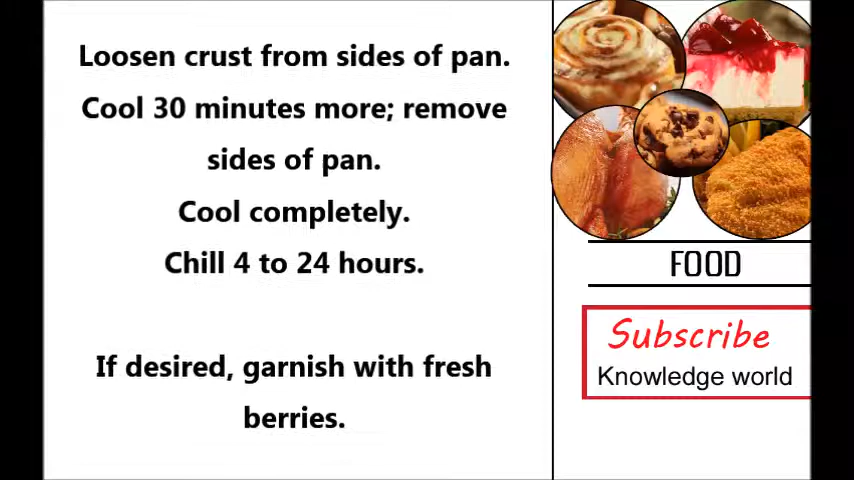 Loosen crust from sides of pan.
Cool 30 minutes more; remove
sides of pan.
Cool completely.
Chill 4 to 24 hours.
If desired, garnish with fresh
berries.
FOOD
Subscribe
Knowledge world